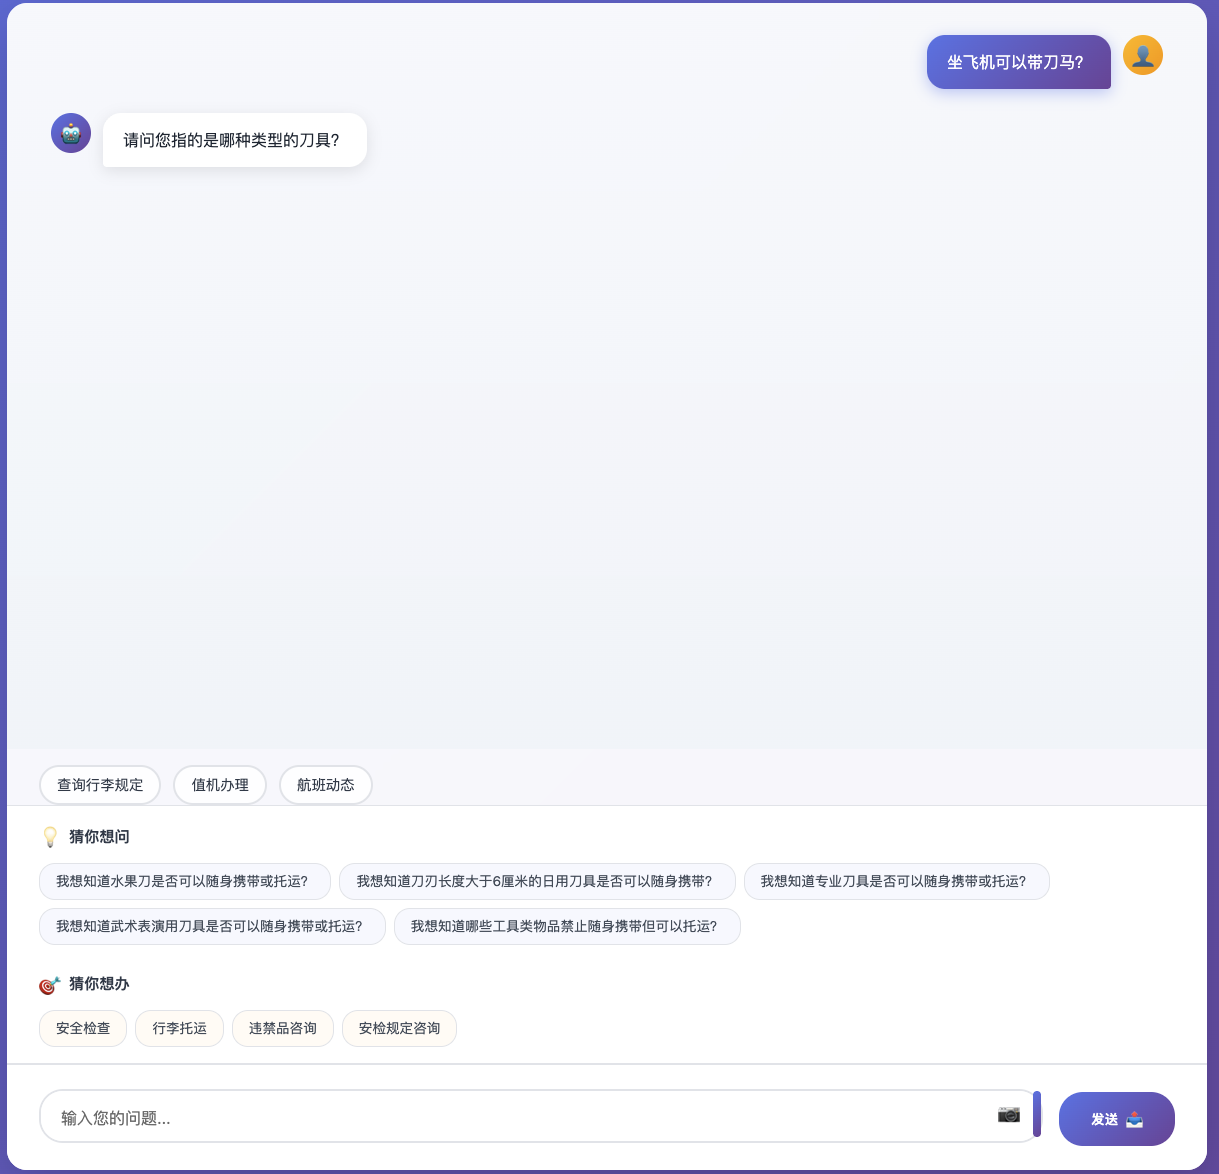 坐飞机可以带刀马?
请问您指的是哪种类型的刀具?
查询行李规定
值机办理
航班动态
猜你想问
我想知道水果刀是否可以随身携带或托运?
我想知道刀刃长度大于6厘米的日用刀具是否可以随身携带?
我想知道专业刀具是否可以随身携带或托运?
我想知道武术表演用刀具是否可以随身携带或托运?
我想知道哪些工具类物品禁止随身携带但可以托运?
猜你想办
安全检查
行李托运
违禁品咨询
安检规定咨询
输入您的问题...
发送